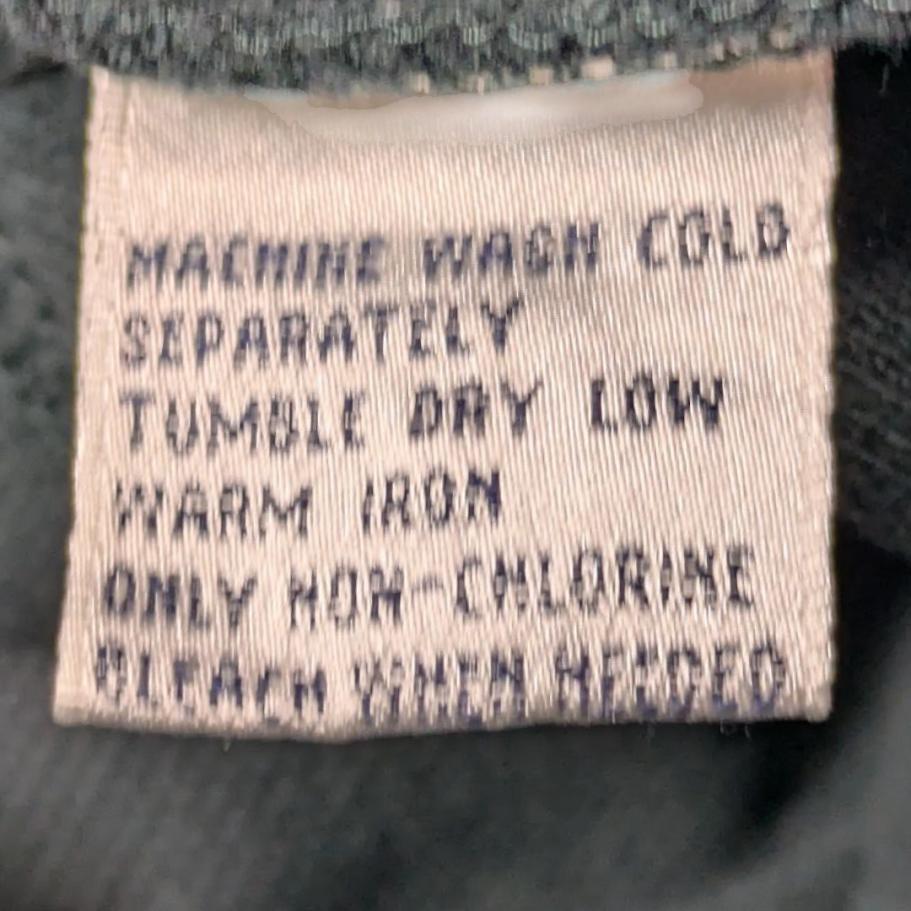 MACHINE WASH COLD
SEPARATELY
TUMBLE DRY LOW
WARM IRON
ONLY NON-CHLORINE
BLEACH WHEN NEEDED